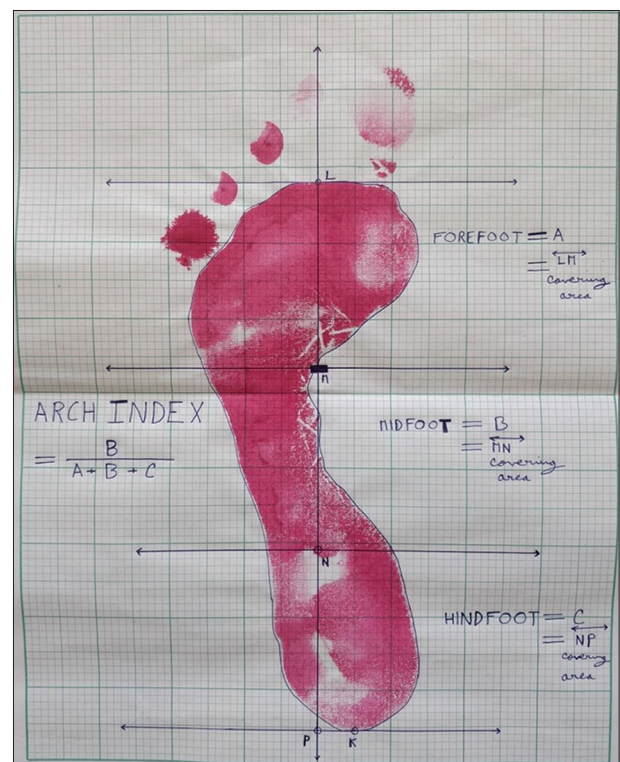 L
FOREFOOT = A
= LM
covering
area
M
ARCH INDEX
= B
A+B+C
MIDFOOT = B
= MN
covering
area
N
HINDFOOT = C
= NP
covering
area
P K